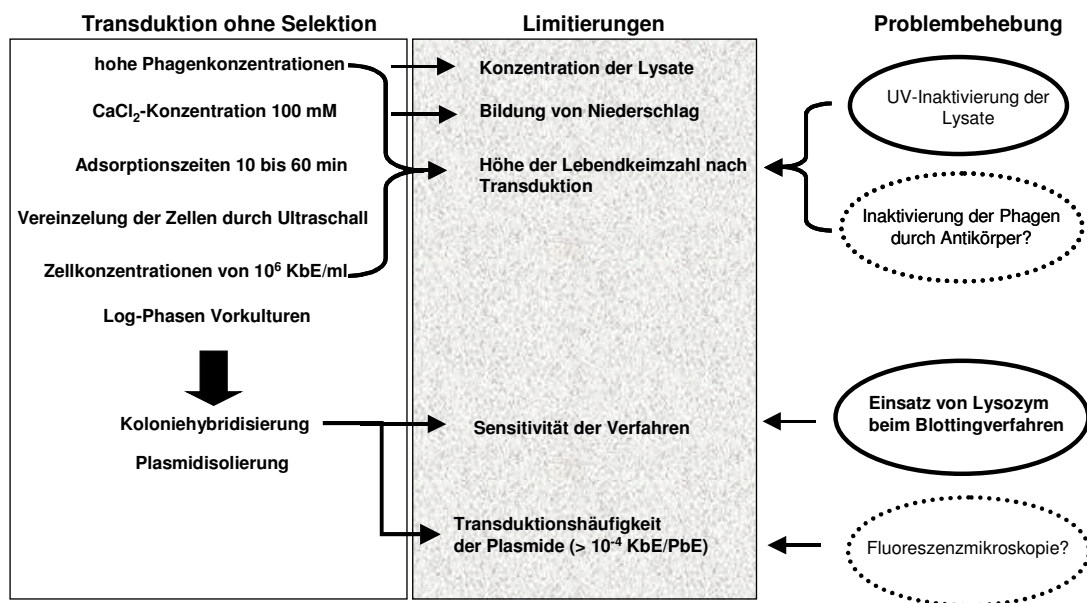 Transduktion ohne Selektion
Limitierungen
Problembehebung
hohe Phagenkonzentrationen
CaCl₂-Konzentration 100 mM
Adsorptionszeiten 10 bis 60 min
Vereinzelung der Zellen durch Ultraschall
Zellkonzentrationen von 10⁶ KbE/ml
Log-Phasen Vorkulturen
Koloniehybridisierung
Plasmidisolierung
Konzentration der Lysate
Bildung von Niederschlag
Höhe der Lebendkeimzahl nach
Transduktion
Sensitivität der Verfahren
Transduktionshäufigkeit
der Plasmide (> 10⁻⁴ KbE/PbE)
UV-Inaktivierung der
Lysate
Inaktivierung der Phagen
durch Antikörper?
Einsatz von Lysozym
beim Blottingverfahren
Fluoreszenzmikroskopie?